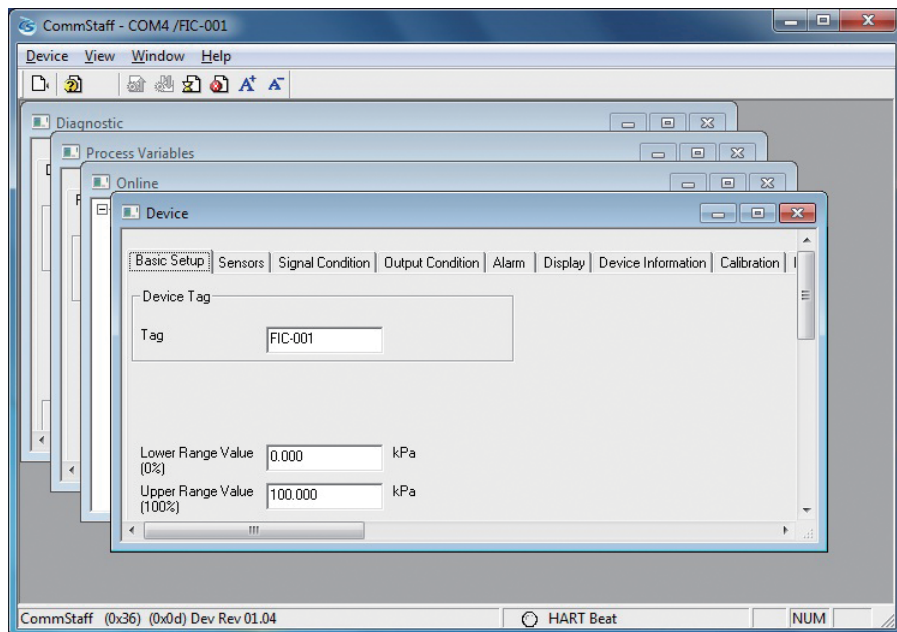 CommStaff - COM4 /FIC-001
Device View Window Help
Diagnostic
Process Variables
Online
Device
Basic Setup Sensors Signal Condition Output Condition Alarm Display Device Information Calibration
Device Tag
Tag FIC-001
Lower Range Value 0.000 kPa
(0%)
Upper Range Value 100.000 kPa
(100%)
CommStaff (0x36) (0x0d) Dev Rev 01.04 HART Beat NUM